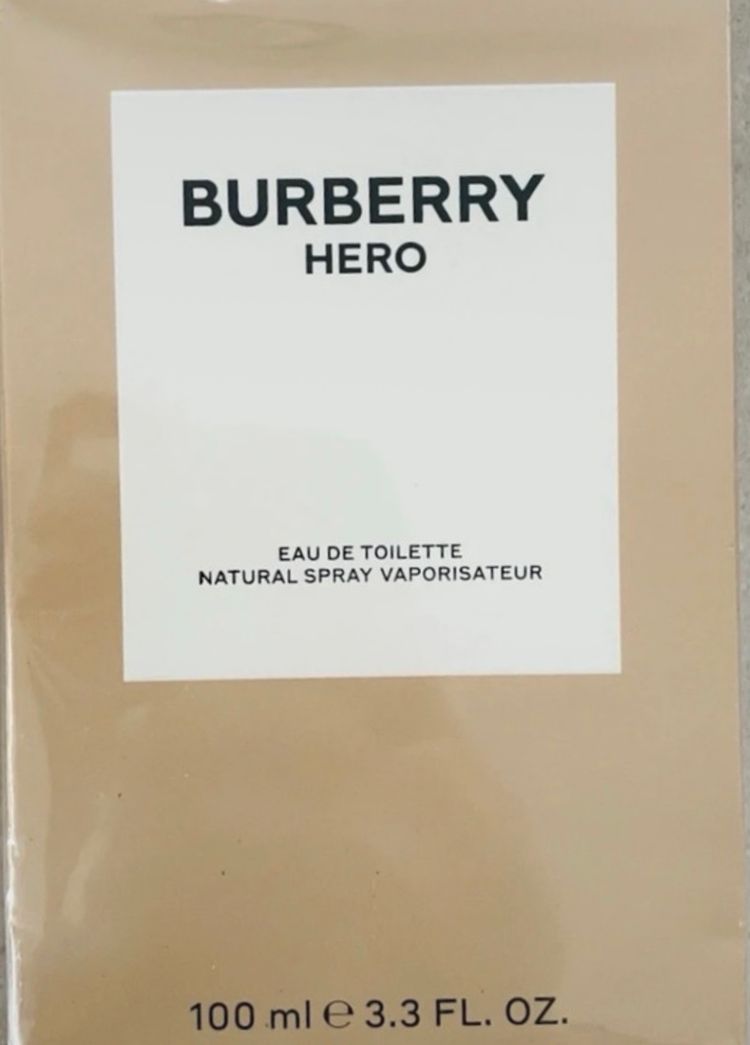 BURBERRY
HERO
EAU DE TOILETTE
NATURAL SPRAY VAPORISATEUR
100 ml ℮ 3.3 FL. OZ.